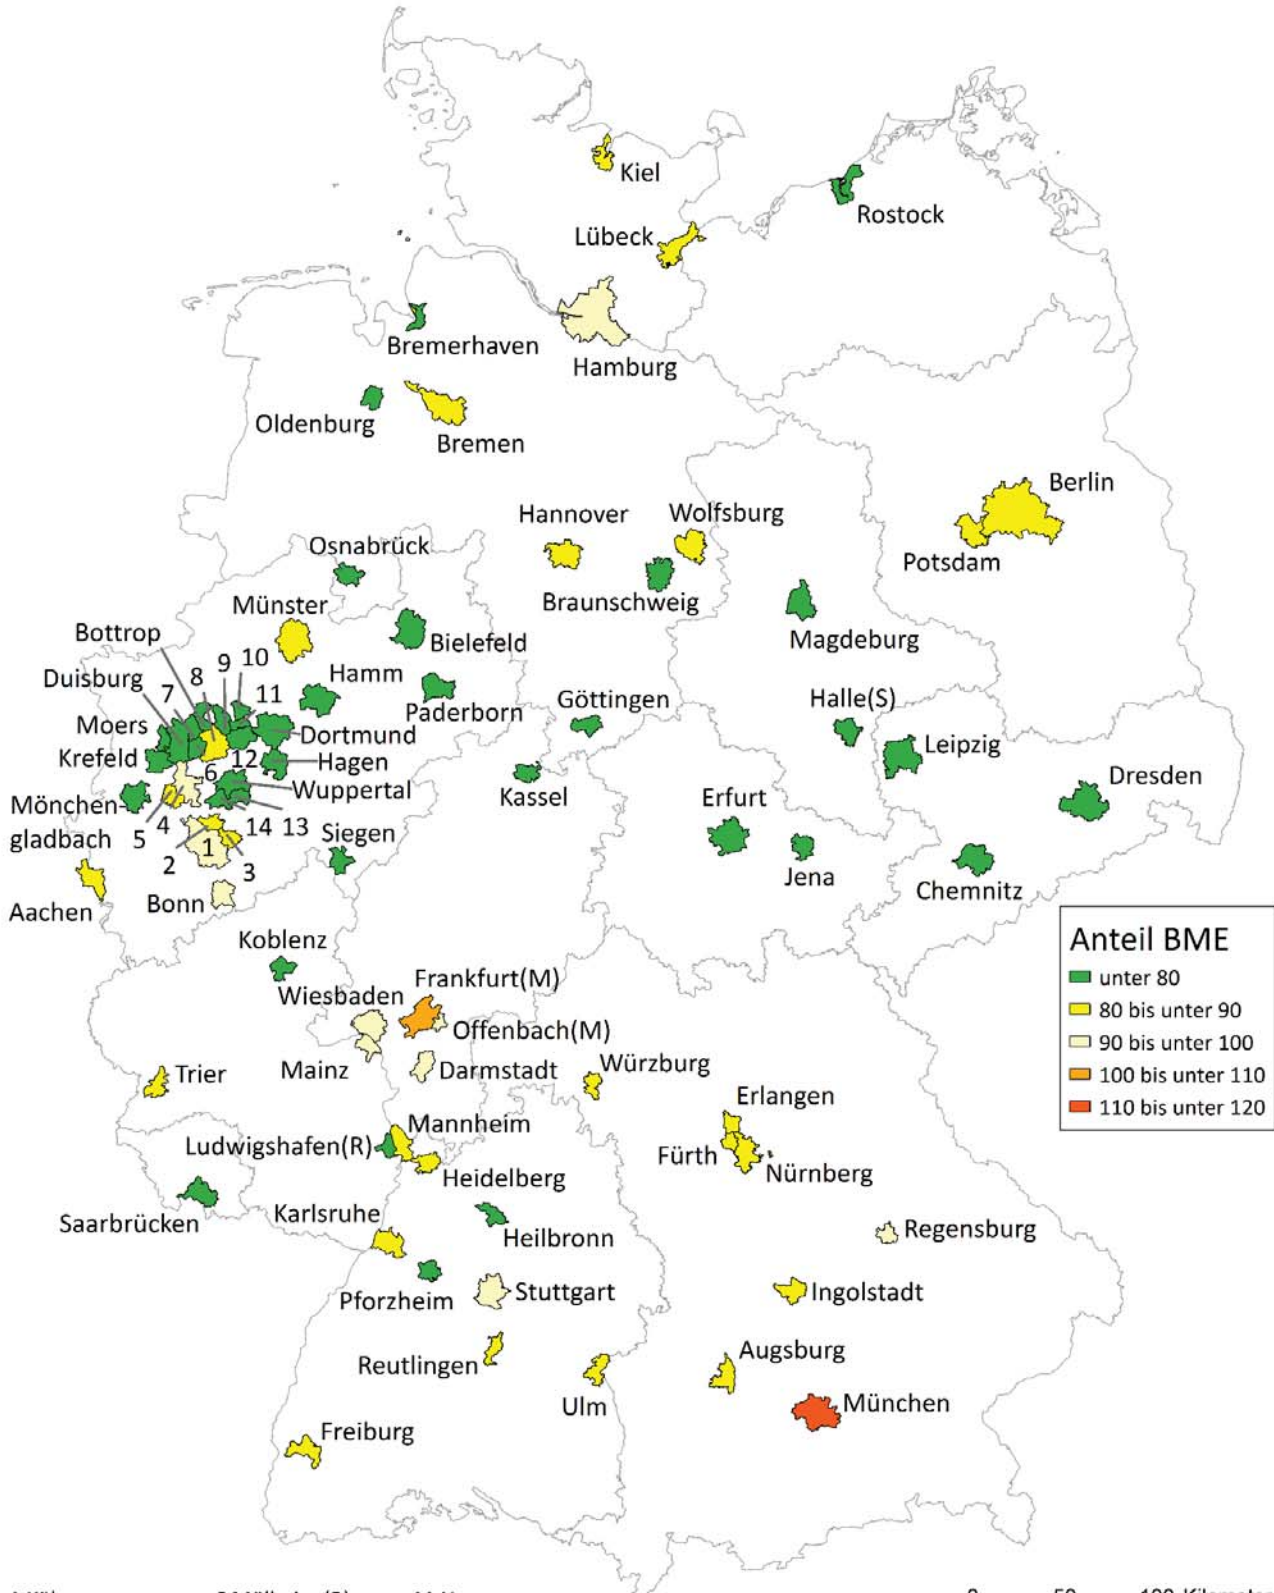 Kiel
Rostock
Lübeck
Bremerhaven
Hamburg
Oldenburg
Bremen
Berlin
Hannover
Wolfsburg
Potsdam
Osnabrück
Braunschweig
Münster
Magdeburg
Bottrop
Bielefeld
Duisburg
7
8
9
10
11
Hamm
Göttingen
Halle(S)
Moers
Paderborn
Krefeld
Dortmund
Leipzig
6
12
Hagen
Dresden
Wuppertal
Kassel
Erfurt
Mönchen-
gladbach
5
4
14
13
Siegen
2
1
3
Jena
Chemnitz
Aachen
Bonn
Koblenz
Anteil BME
unter 80
80 bis unter 90
90 bis unter 100
100 bis unter 110
110 bis unter 120
Frankfurt(M)
Wiesbaden
Offenbach(M)
Mainz
Darmstadt
Würzburg
Trier
Erlangen
Mannheim
Ludwigshafen(R)
Fürth
Nürnberg
Heidelberg
Saarbrücken
Karlsruhe
Heilbronn
Regensburg
Pforzheim
Stuttgart
Ingolstadt
Reutlingen
Augsburg
Ulm
München
Freiburg